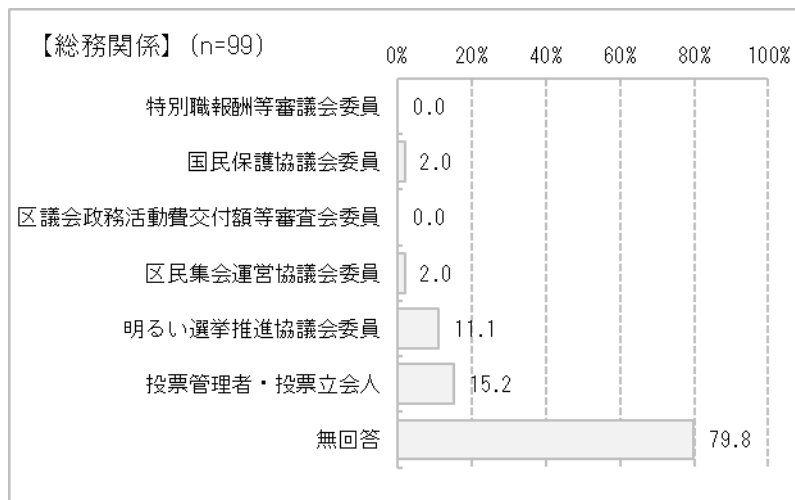 【総務関係】(n=99)
0% 20% 40% 60% 80% 100%
特別職報酬等審議会委員 0.0
国民保護協議会委員 2.0
区議会政務活動費交付額等審査会委員 0.0
区民集会運営協議会委員 2.0
明るい選挙推進協議会委員 11.1
投票管理者・投票立会人 15.2
無回答 79.8